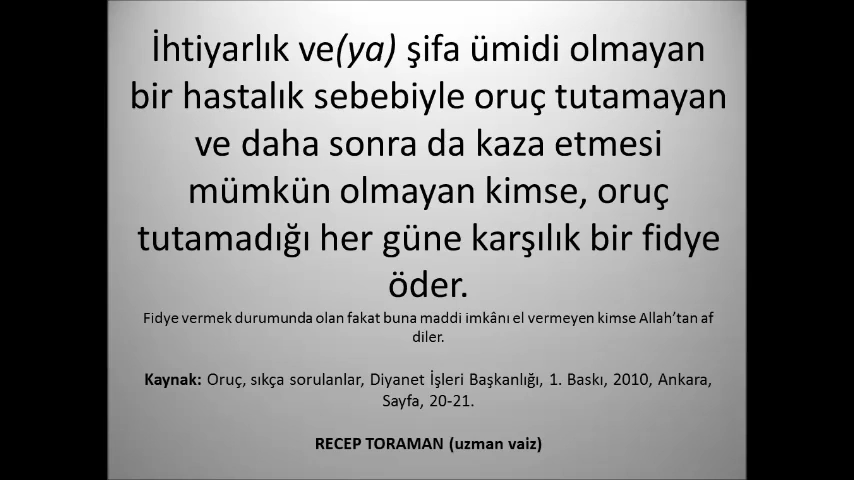 İhtiyarlık ve(ya) şifa ümidi olmayan
bir hastalık sebebiyle oruç tutamayan
ve daha sonra da kaza etmesi
mümkün olmayan kimse, oruç
tutamadığı her güne karşılık bir fidye
öder.
Fidye vermek durumunda olan fakat buna maddi imkânı el vermeyen kimse Allah’tan af
diler.
Kaynak: Oruç, sıkça sorulanlar, Diyanet İşleri Başkanlığı, 1. Baskı, 2010, Ankara,
Sayfa, 20-21.
RECEP TORAMAN (uzman vaiz)